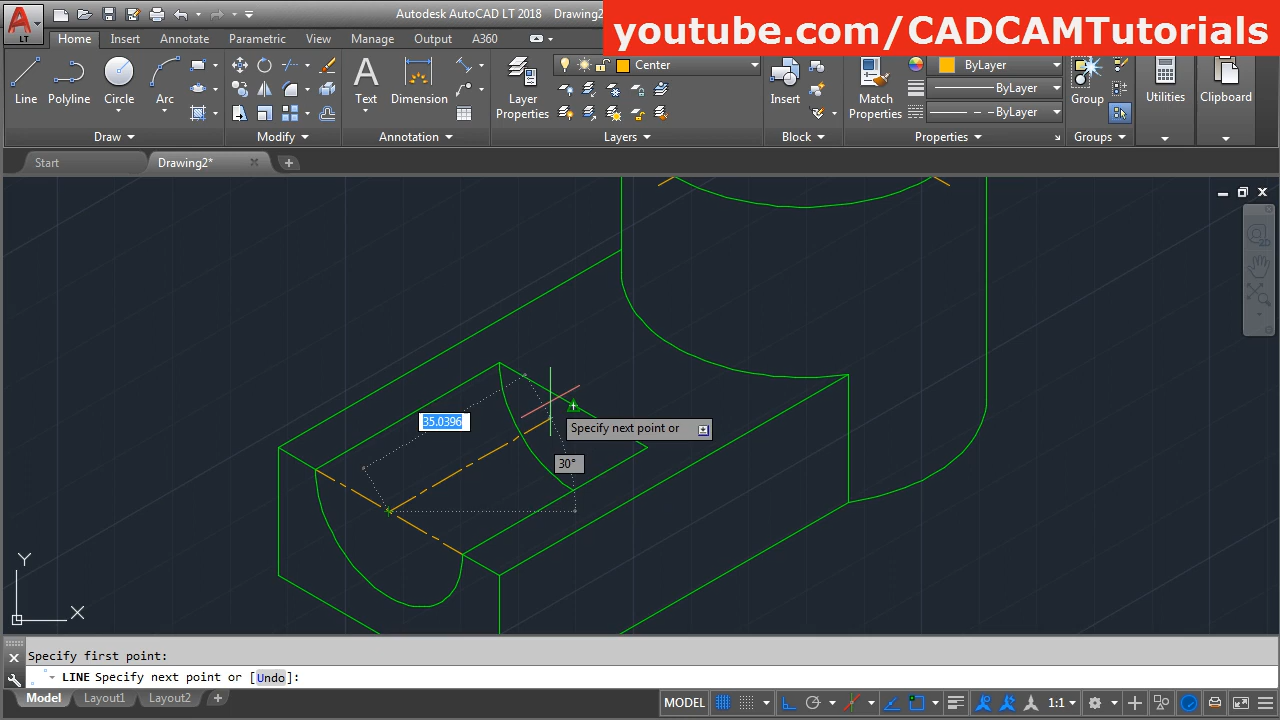 Autodesk AutoCAD LT 2018 Drawing2
youtube.com/CADCAMTutorials
LT
Home Insert Annotate Parametric View Manage Output A360
Center
ByLayer
Line Polyline Circle Arc
Text Dimension
Layer
Properties
Insert
Match
Properties
ByLayer
ByLayer
Group
Utilities
Clipboard
Draw Modify Annotation Layers Block Properties Groups
Start Drawing2*
2D
35.0396
Specify next point or
30°
Y
X
Specify first point:
LINE Specify next point or [Undo]:
Model Layout1 Layout2
MODEL 1:1